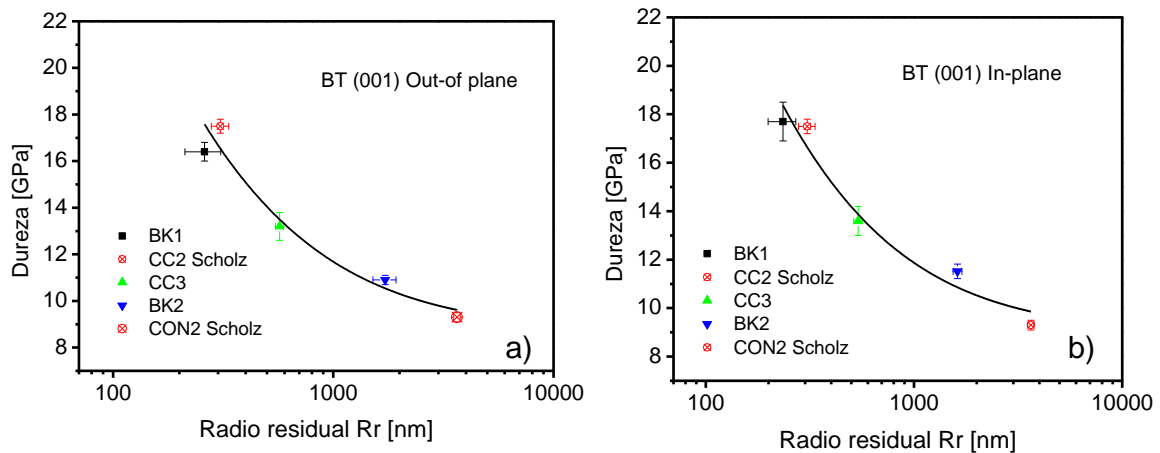 22
20
18
16
14
12
10
8
Dureza [GPa]
BT (001) Out-of plane
BK1
CC2 Scholz
CC3
BK2
CON2 Scholz
a)
100
1000
10000
Radio residual Rr [nm]
22
20
18
16
14
12
10
8
Dureza [GPa]
BT (001) In-plane
BK1
CC2 Scholz
CC3
BK2
CON2 Scholz
b)
100
1000
10000
Radio residual Rr [nm]